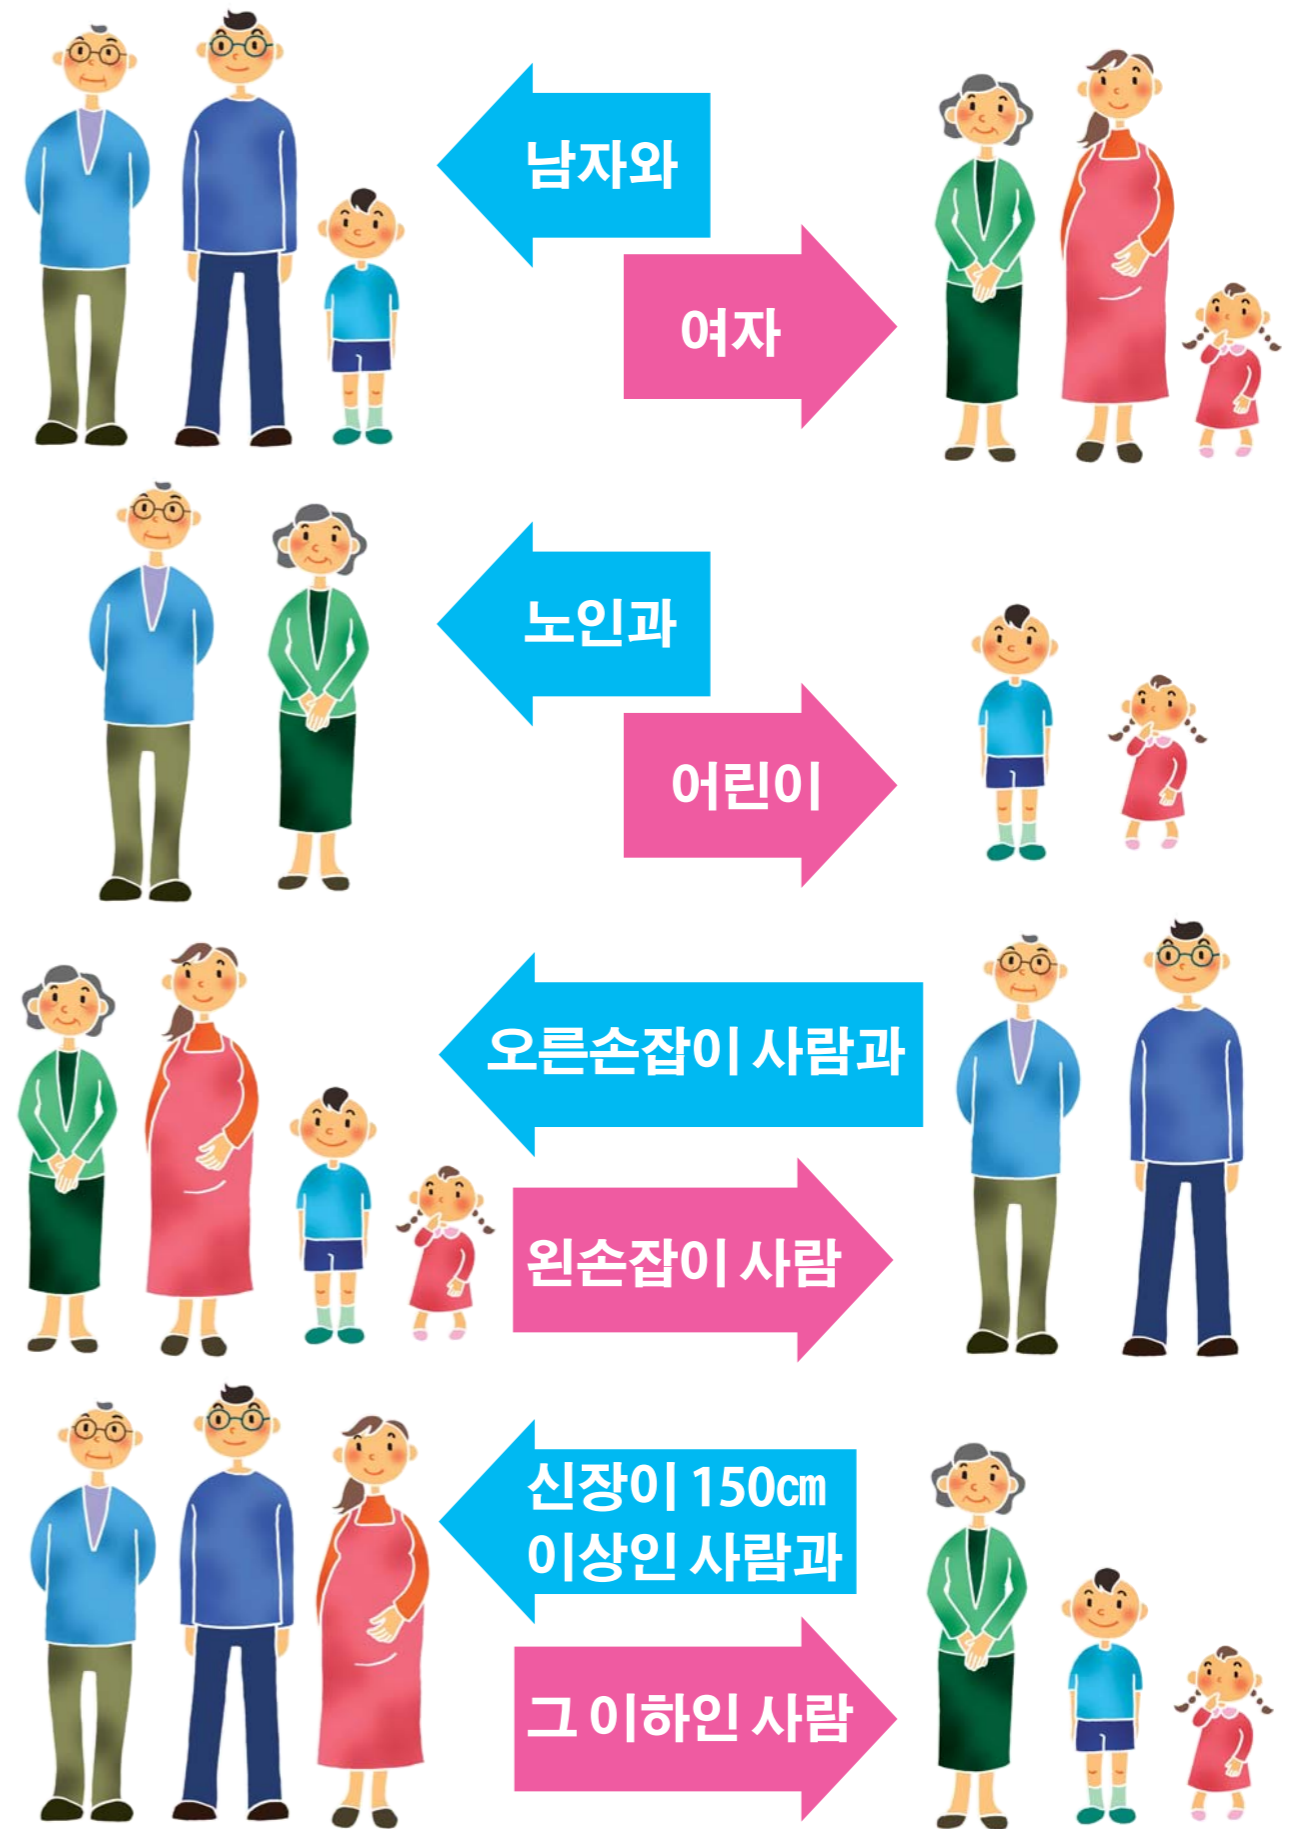 남자와
여자
노인과
어린이
오른손잡이 사람과
왼손잡이 사람
신장이 150㎝
이상인 사람과
그 이하인 사람